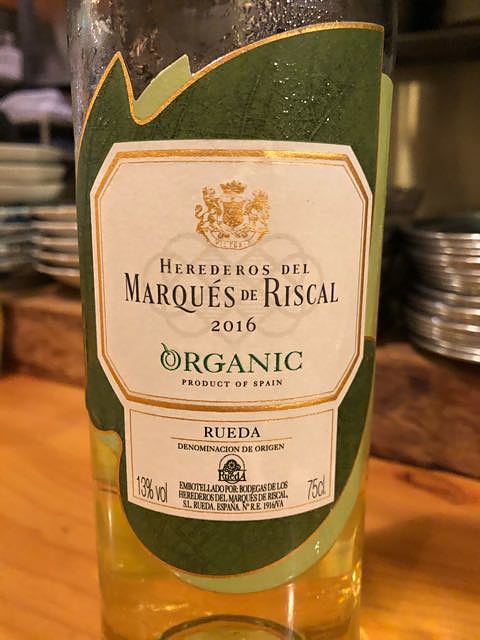 HEREDEROS DEL
MARQUÉS DE RISCAL
2016
ORGANIC
PRODUCT OF SPAIN
RUEDA
DENOMINACION DE ORIGEN
RUEDA
13% vol
EMBOTELLADO POR: BODEGAS DE LOS
HEREDEROS DEL MARQUÉS DE RISCAL,
S.L. RUEDA. ESPAÑA. Nº R.E. 1916/VA
75cl.